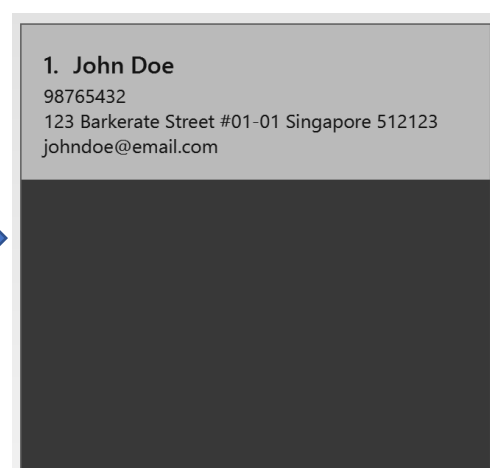 1. John Doe
98765432
123 Barkerate Street #01-01 Singapore 512123
johndoe@email.com